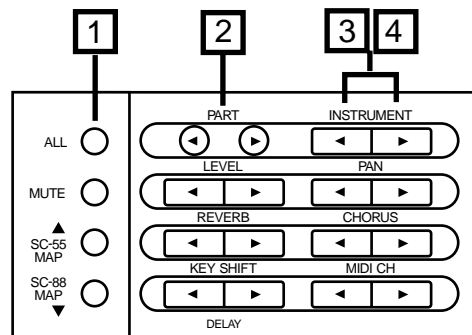 1
2
3 4
PART
INSTRUMENT
ALL
LEVEL
PAN
MUTE
REVERB
CHORUS
SC-55
MAP
KEY SHIFT
MIDI CH
SC-88
MAP
DELAY